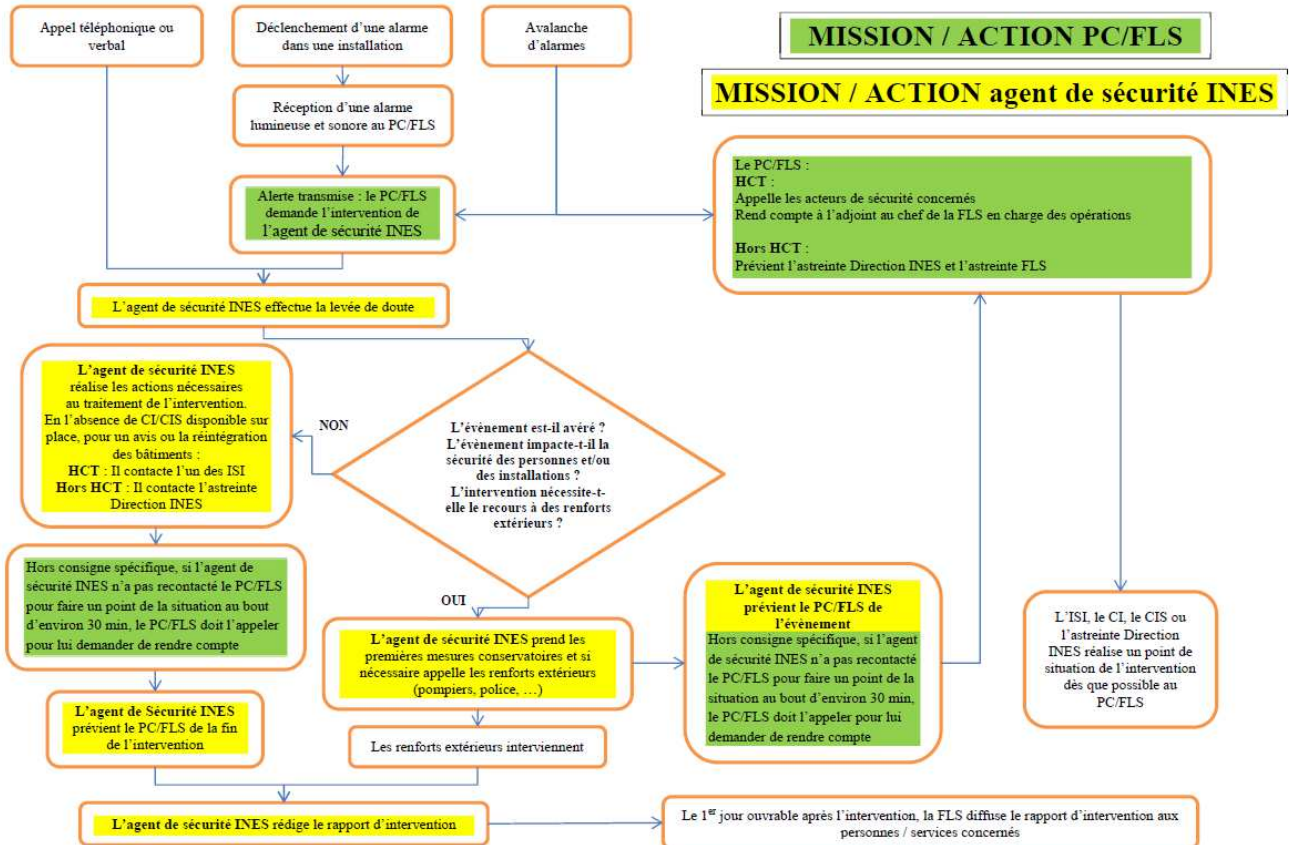 Appel téléphonique ou
verbal
Déclenchement d'une alarme
dans une installation
Avalanche
d'alarmes
MISSION / ACTION PC/FLS
MISSION / ACTION agent de sécurité INES
Réception d'une alarme
lumineuse et sonore au PC/FLS
Alerte transmise : le PC/FLS
demande l'intervention de
l'agent de sécurité INES
Le PC/FLS :
HCT :
Appelle les acteurs de sécurité concernés
Rend compte à l'adjoint au chef de la FLS en charge des opérations
Hors HCT :
Prévient l'astreinte Direction INES et l'astreinte FLS
L'agent de sécurité INES effectue la levée de doute
L'agent de sécurité INES
réalise les actions nécessaires
au traitement de l'intervention.
En l'absence de CI/CIS disponible sur
place, pour un avis ou la réintégration
des bâtiments :
HCT : Il contacte l'un des ISI
Hors HCT : Il contacte l'astreinte
Direction INES
NON
L'évènement est-il avéré ?
L'évènement impacte-t-il la
sécurité des personnes et/ou
des installations ?
L'intervention nécessite-t-
elle le recours à des renforts
extérieurs ?
OUI
Hors consigne spécifique, si l'agent de
sécurité INES n'a pas recontacté le PC/FLS
pour faire un point de la situation au bout
d'environ 30 min, le PC/FLS doit l'appeler
pour lui demander de rendre compte
L'agent de sécurité INES prend les
premières mesures conservatoires et si
nécessaire appelle les renforts extérieurs
(pompiers, police, …)
L'agent de sécurité INES
prévient le PC/FLS de
l'évènement
Hors consigne spécifique, si l'agent
de sécurité INES n'a pas recontacté
le PC/FLS pour faire un point de la
situation au bout d'environ 30 min,
le PC/FLS doit l'appeler pour lui
demander de rendre compte
L'ISI, le CI, le CIS ou
l'astreinte Direction
INES réalise un point de
situation de l'intervention
dès que possible au
PC/FLS
L'agent de Sécurité INES
prévient le PC/FLS de la fin
de l'intervention
Les renforts extérieurs interviennent
L'agent de sécurité INES rédige le rapport d'intervention
Le 1er jour ouvrable après l'intervention, la FLS diffuse le rapport d'intervention aux
personnes / services concernés